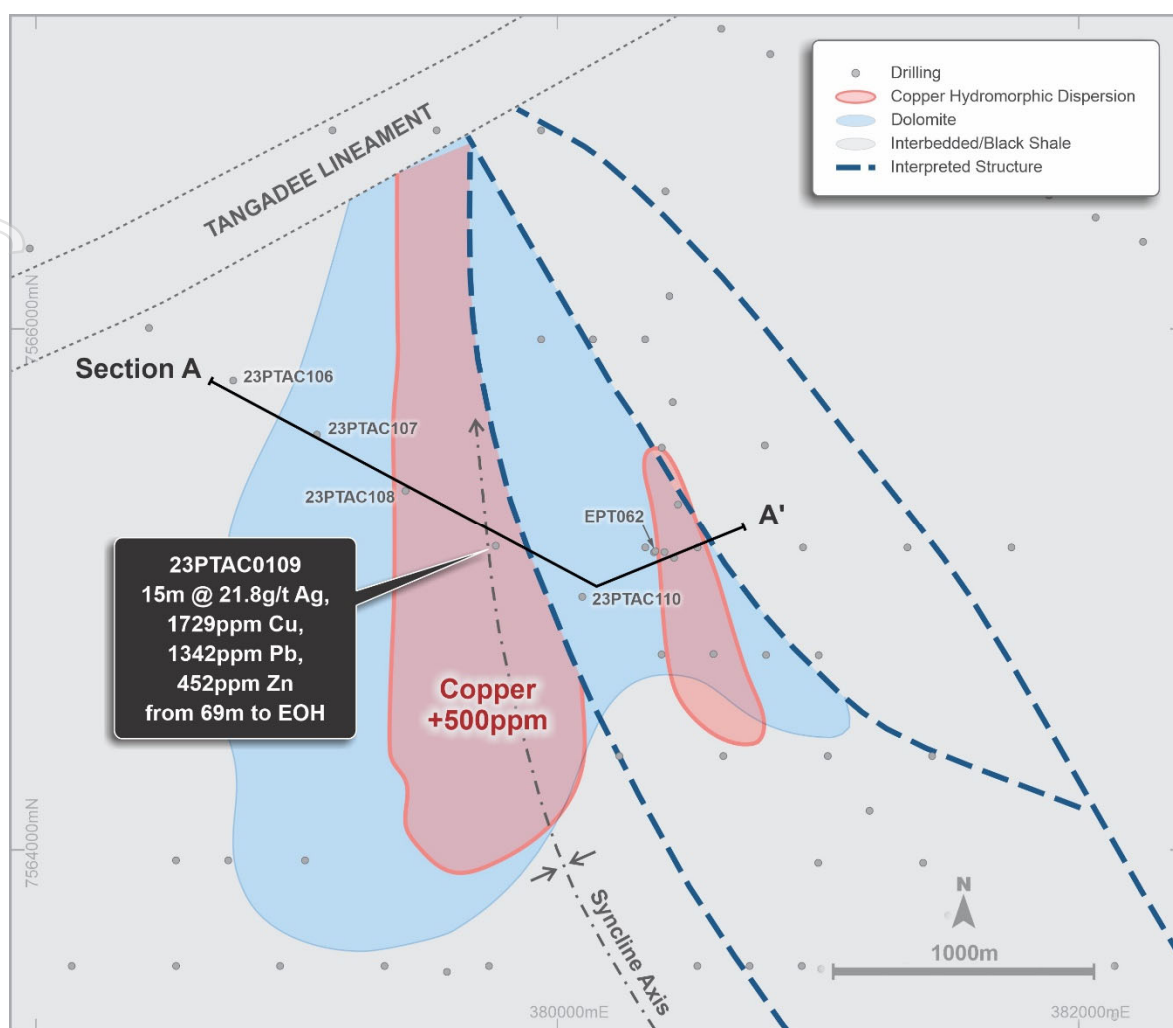 Drilling
Copper Hydromorphic Dispersion
Dolomite
Interbedded/Black Shale
Interpreted Structure
TANGADEE LINEAMENT
7566000mN
Section A
23PTAC106
23PTAC107
23PTAC108
EPT062
A'
23PTAC110
23PTAC0109
15m @ 21.8g/t Ag,
1729ppm Cu,
1342ppm Pb,
452ppm Zn
from 69m to EOH
Copper
+500ppm
7564000mN
Syncline Axis
N
1000m
380000mE
382000mE